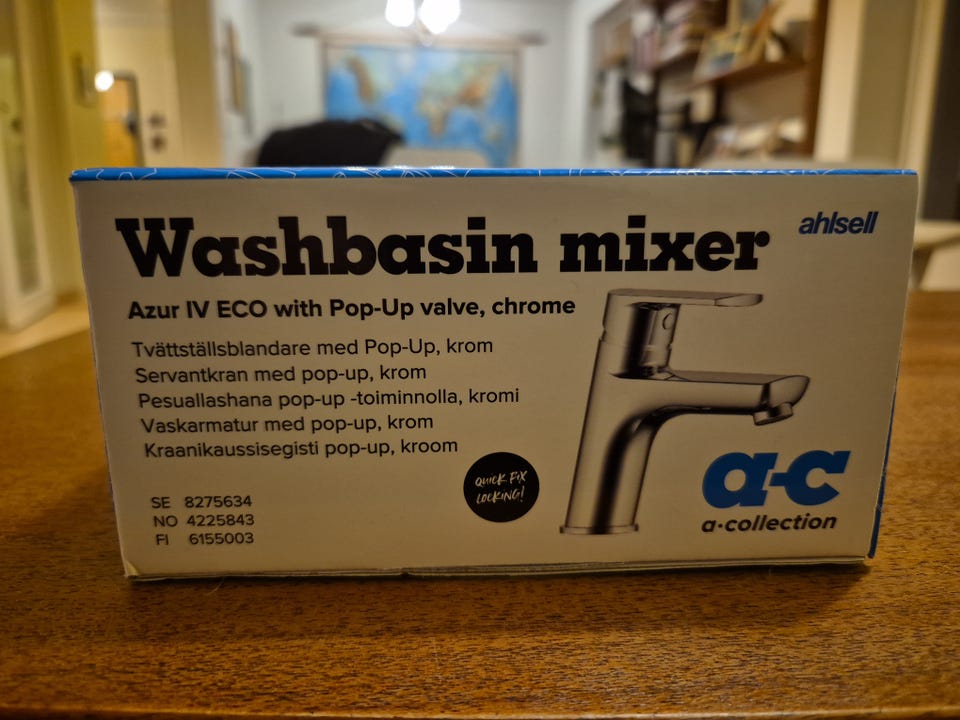 Washbasin mixer
ahlsell
Azur IV ECO with Pop-Up valve, chrome
Tvättställsblandare med Pop-Up, krom
Servantkran med pop-up, krom
Pesuallashana pop-up -toiminnolla, kromi
Vaskarmatur med pop-up, krom
Kraanikaussisegisti pop-up, kroom
QUICK FIX
LOCKING!
SE 8275634
NO 4225843
FI 6155003
a-c
a•collection